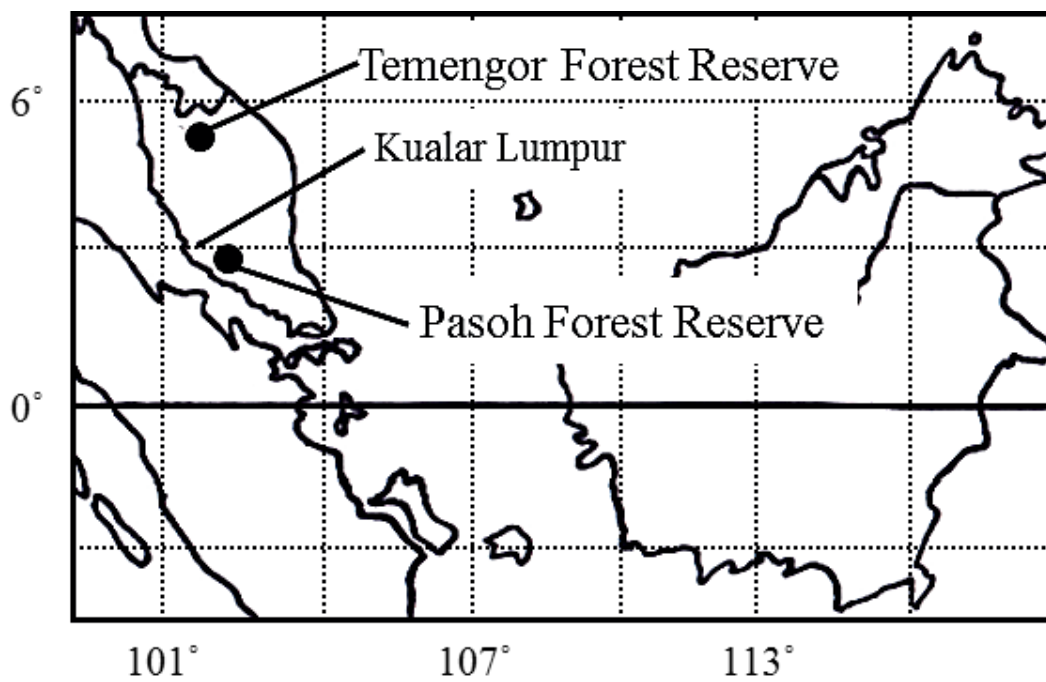 Temengor Forest Reserve
6˚
Kualar Lumpur
Pasoh Forest Reserve
0˚
101˚ 107˚ 113˚